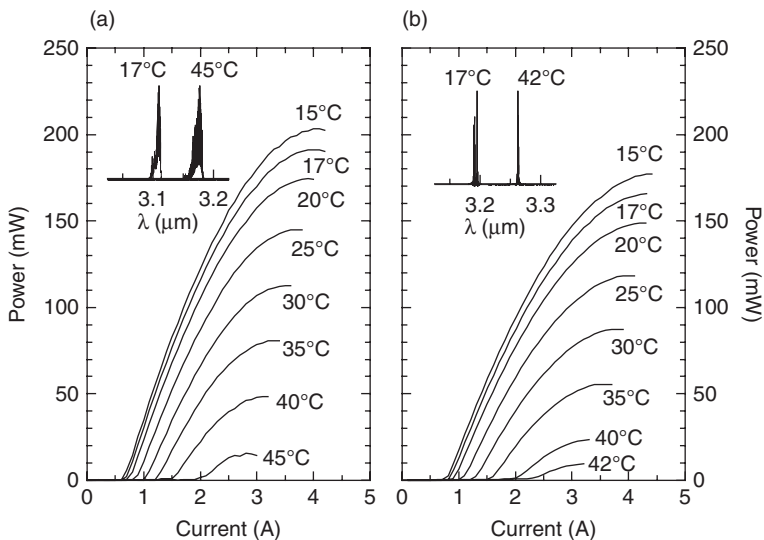 (a)
250
200
150
100
50
0
Power (mW)
17°C 45°C
3.1 3.2
λ (μm)
15°C
17°C
20°C
25°C
30°C
35°C
40°C
45°C
0 1 2 3 4 5
Current (A)
(b)
17°C 42°C
3.2 3.3
λ (μm)
15°C
17°C
20°C
25°C
30°C
35°C
40°C
42°C
250
200
150
100
50
0
Power (mW)
0 1 2 3 4 5
Current (A)